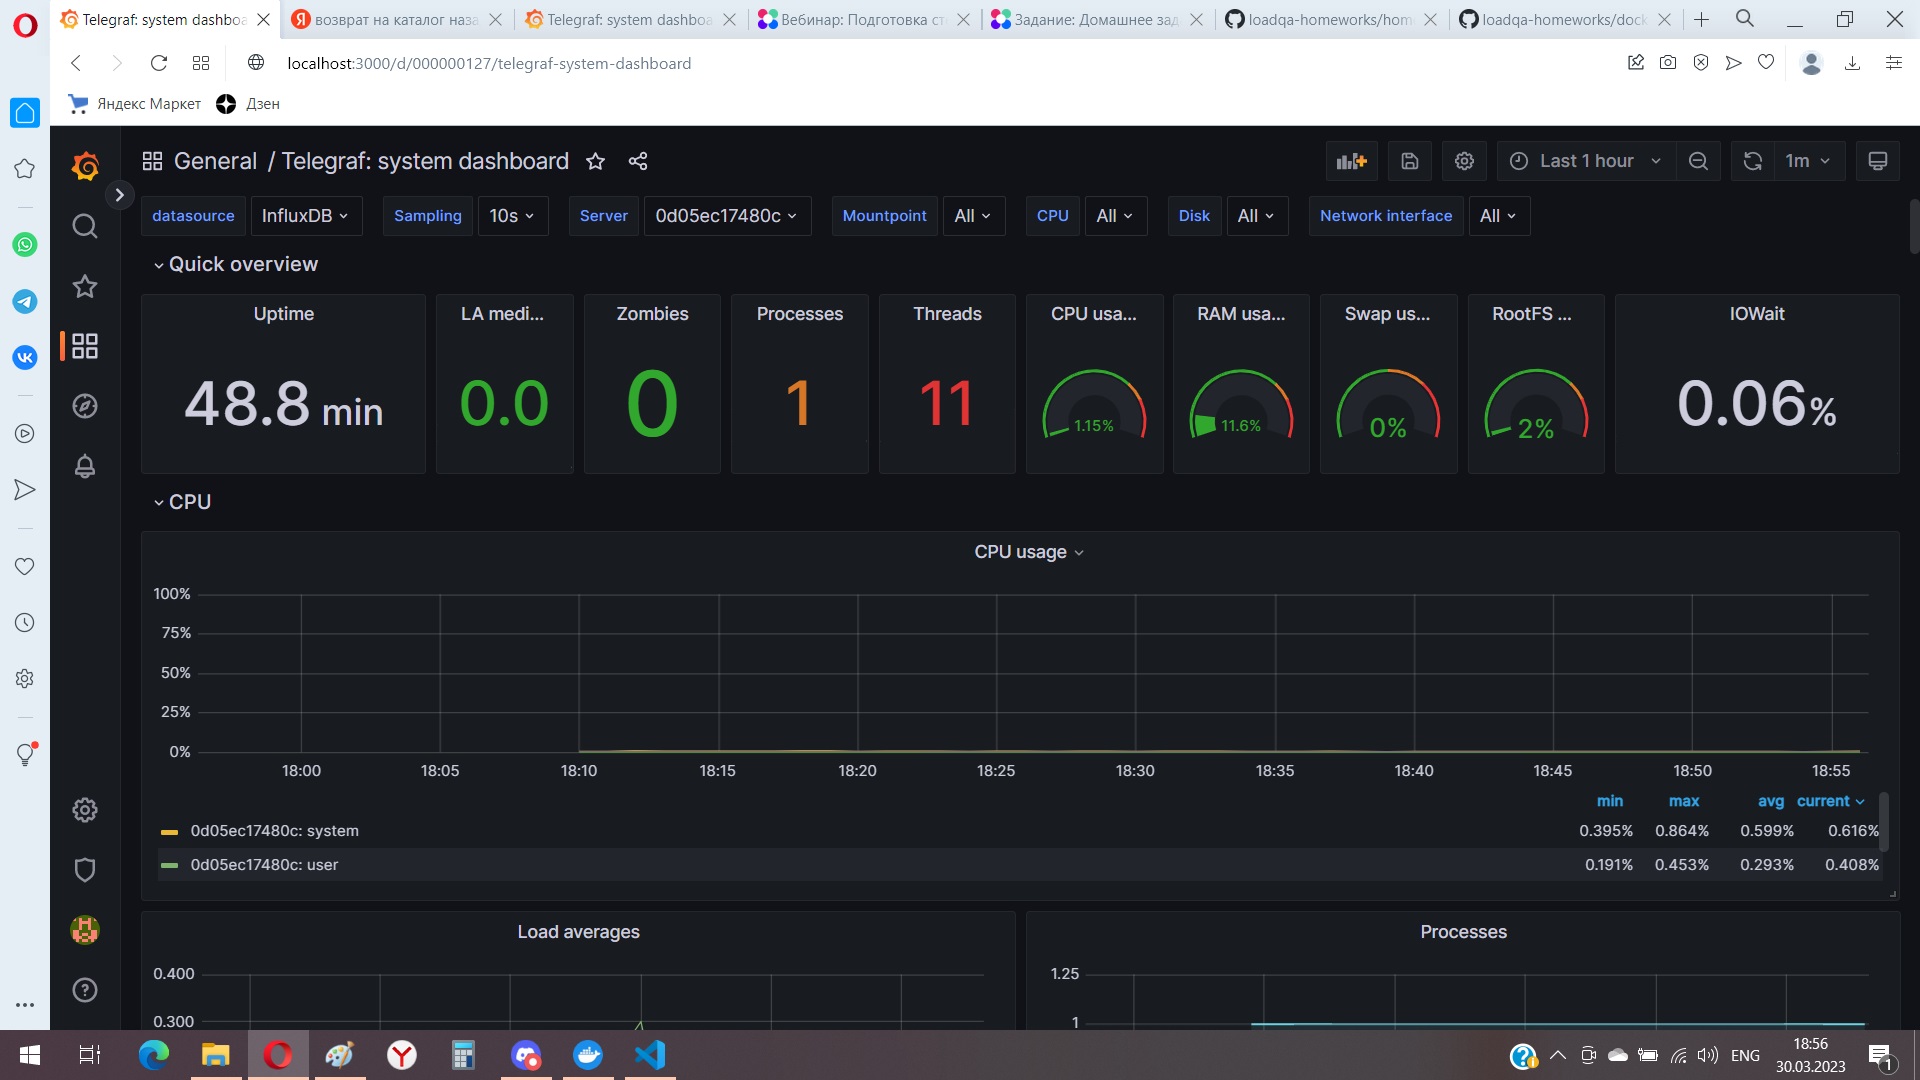 Telegraf: system dashboa
возврат на каталог наза
Telegraf: system dashboa
Вебинар: Подготовка ст
Задание: Домашнее зад
loadqa-homeworks/hom
loadqa-homeworks/dock
localhost:3000/d/000000127/telegraf-system-dashboard
Яндекс Маркет
Дзен
General / Telegraf: system dashboard
Last 1 hour
1m
datasource InfluxDB
Sampling 10s
Server 0d05ec17480c
Mountpoint All
CPU All
Disk All
Network interface All
Quick overview
Uptime
LA medi...
Zombies
Processes
Threads
CPU usa...
RAM usa...
Swap us...
RootFS ...
IOWait
48.8 min
0.0
0
1
11
1.15%
11.6%
0%
2%
0.06%
CPU
CPU usage
100%
75%
50%
25%
0%
18:00 18:05 18:10 18:15 18:20 18:25 18:30 18:35 18:40 18:45 18:50 18:55
min max avg current
0d05ec17480c: system 0.395% 0.864% 0.599% 0.616%
0d05ec17480c: user 0.191% 0.453% 0.293% 0.408%
Load averages
0.400
0.300
Processes
1.25
1
ENG
18:56
30.03.2023
1